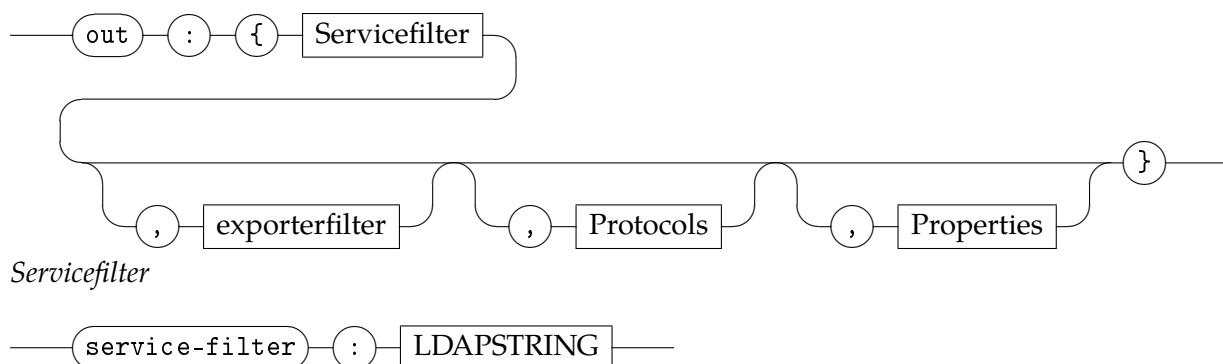 out : { Servicefilter
, exporterfilter , Protocols , Properties }
Servicefilter
service-filter : LDAPSTRING